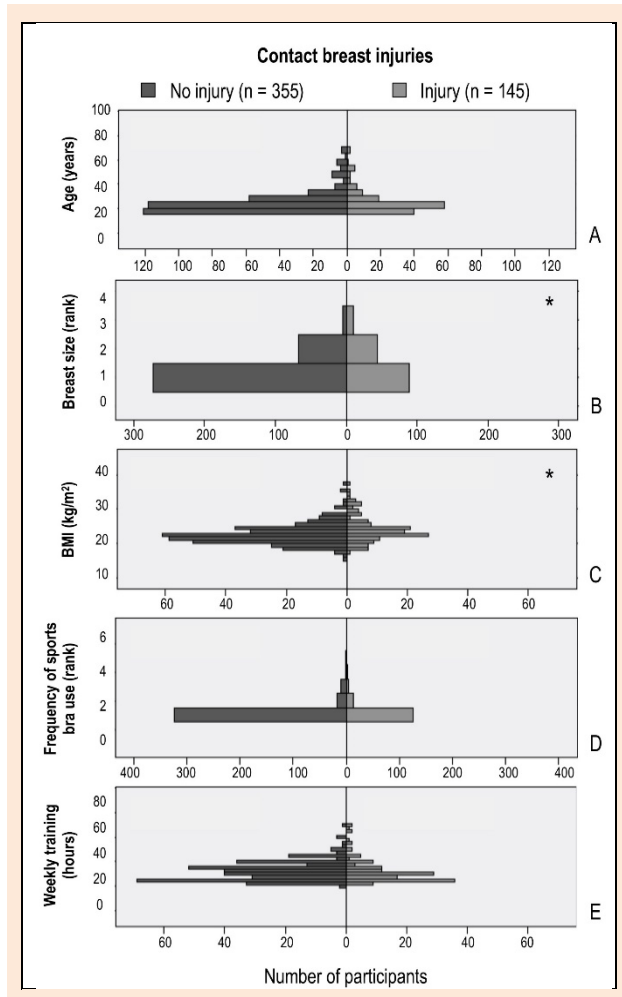 Contact breast injuries
No injury (n = 355) Injury (n = 145)
Age (years)
100
80
60
40
20
0
120 100 80 60 40 20 0 20 40 60 80 100 120
A
Breast size (rank)
4
3
2
1
0
*
300 200 100 0 100 200 300
B
BMI (kg/m²)
40
30
20
10
*
60 40 20 0 20 40 60
C
Frequency of sports
bra use (rank)
6
4
2
0
400 300 200 100 0 100 200 300 400
D
Weekly training
(hours)
80
60
40
20
0
60 40 20 0 20 40 60
E
Number of participants